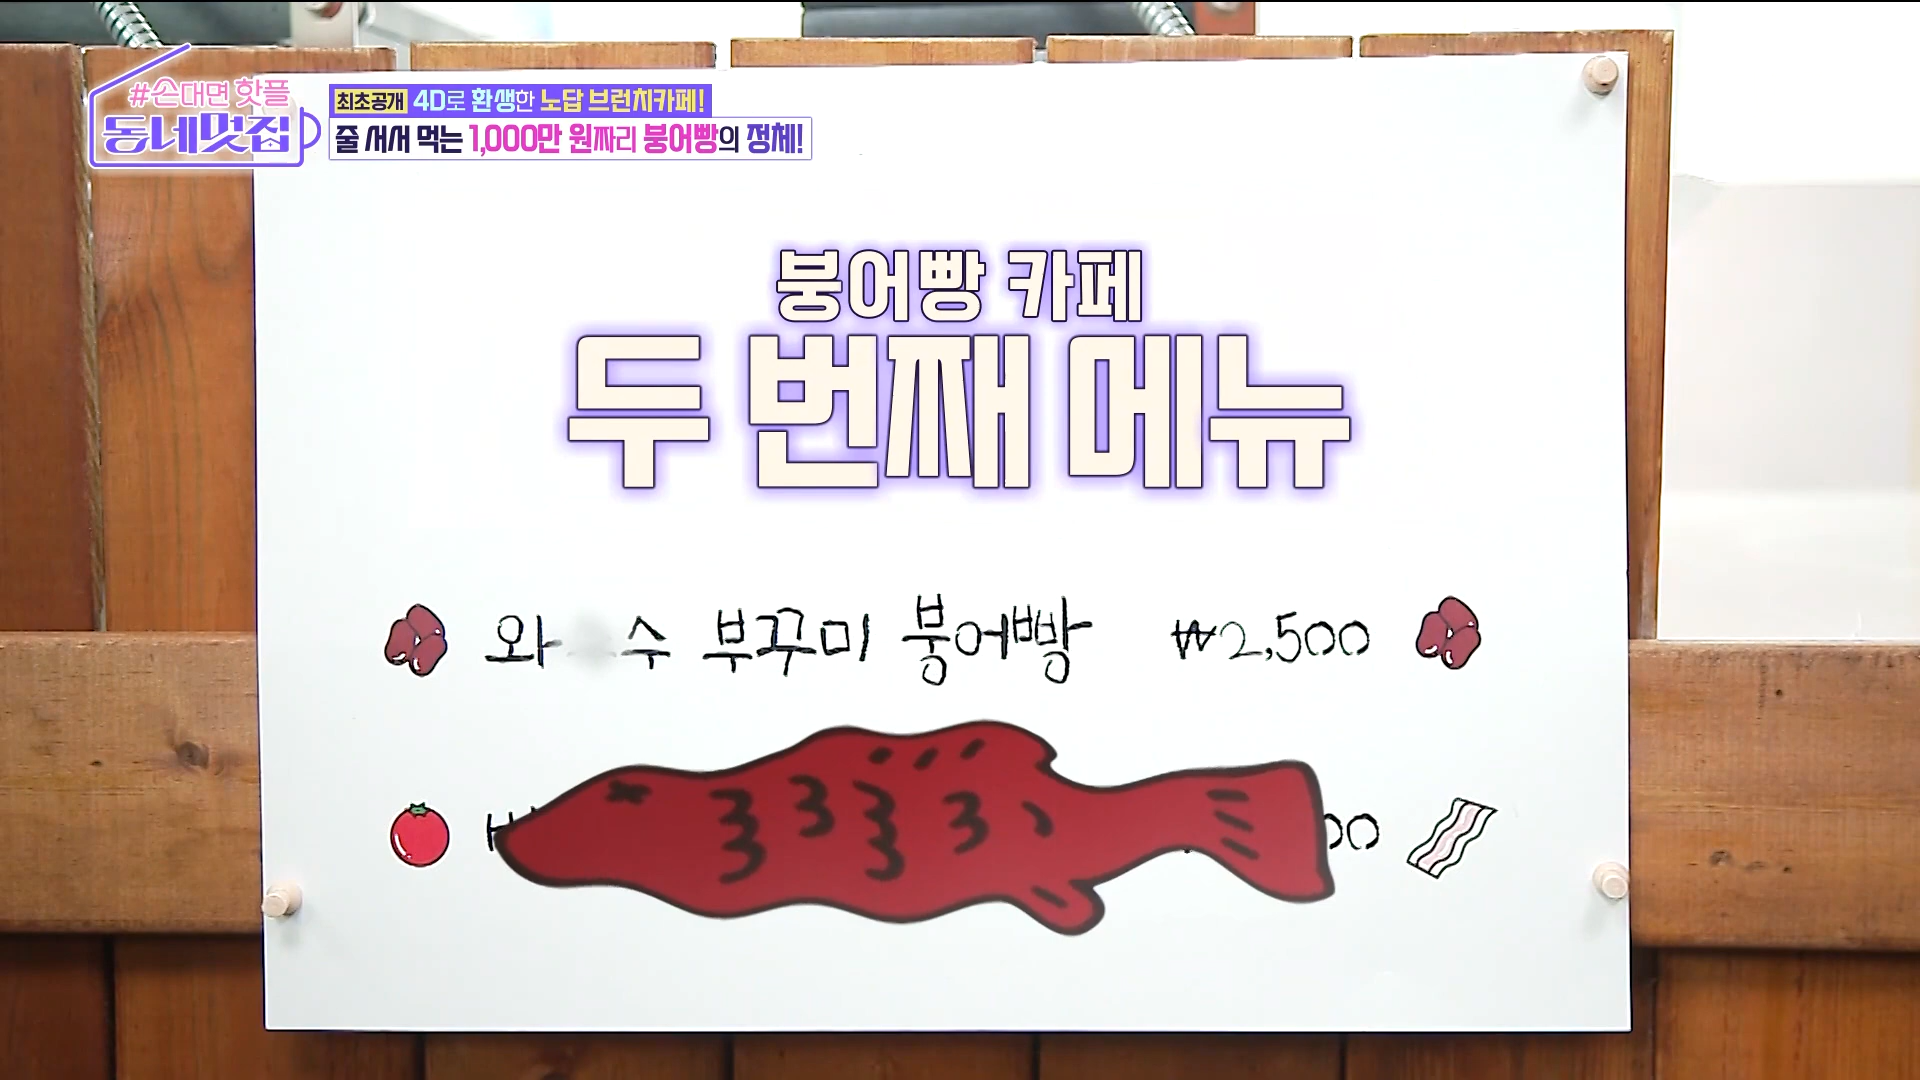 #손대면 핫플
동네멋집
최초공개 4D로 환생한 노답 브런치카페!
줄 서서 먹는 1,000만 원짜리 붕어빵의 정체!
붕어빵 카페
두 번째 메뉴
와 수 부꾸미 붕어빵 ₩2,500
00